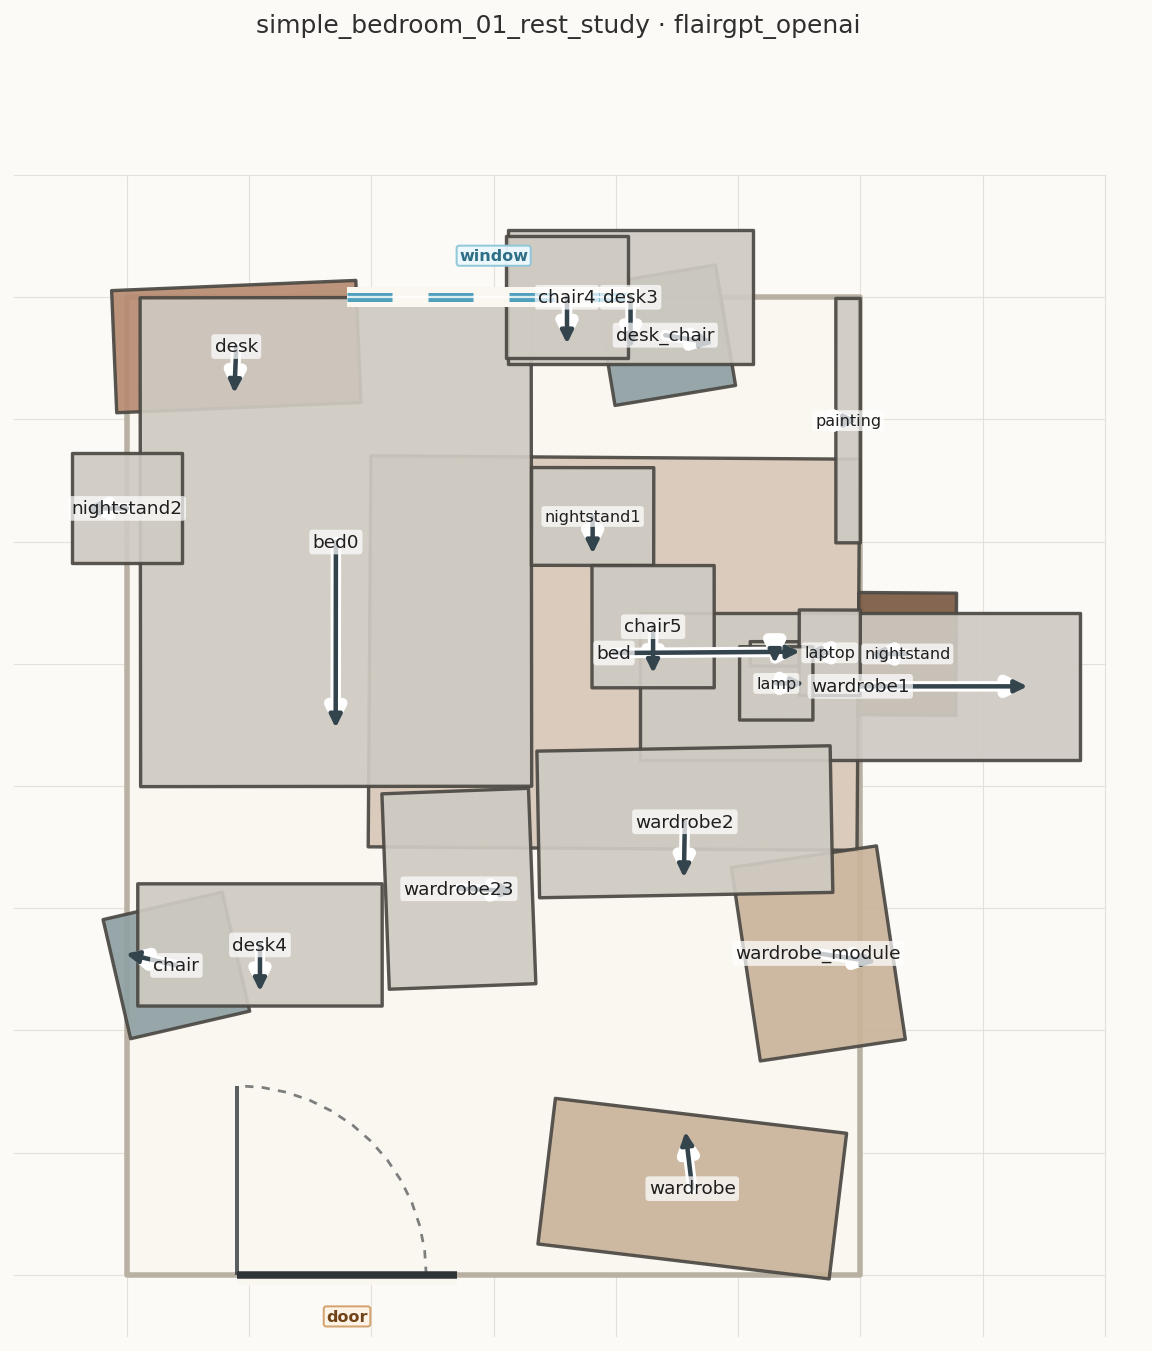 simple_bedroom_01_rest_study · flairgpt_openai
window
chair4
desk3
desk_chair
desk
painting
nightstand2
nightstand1
bed0
chair5
bed
laptop
nightstand
lamp
wardrobe1
wardrobe2
wardrobe23
desk4
chair
wardrobe_module
wardrobe
door